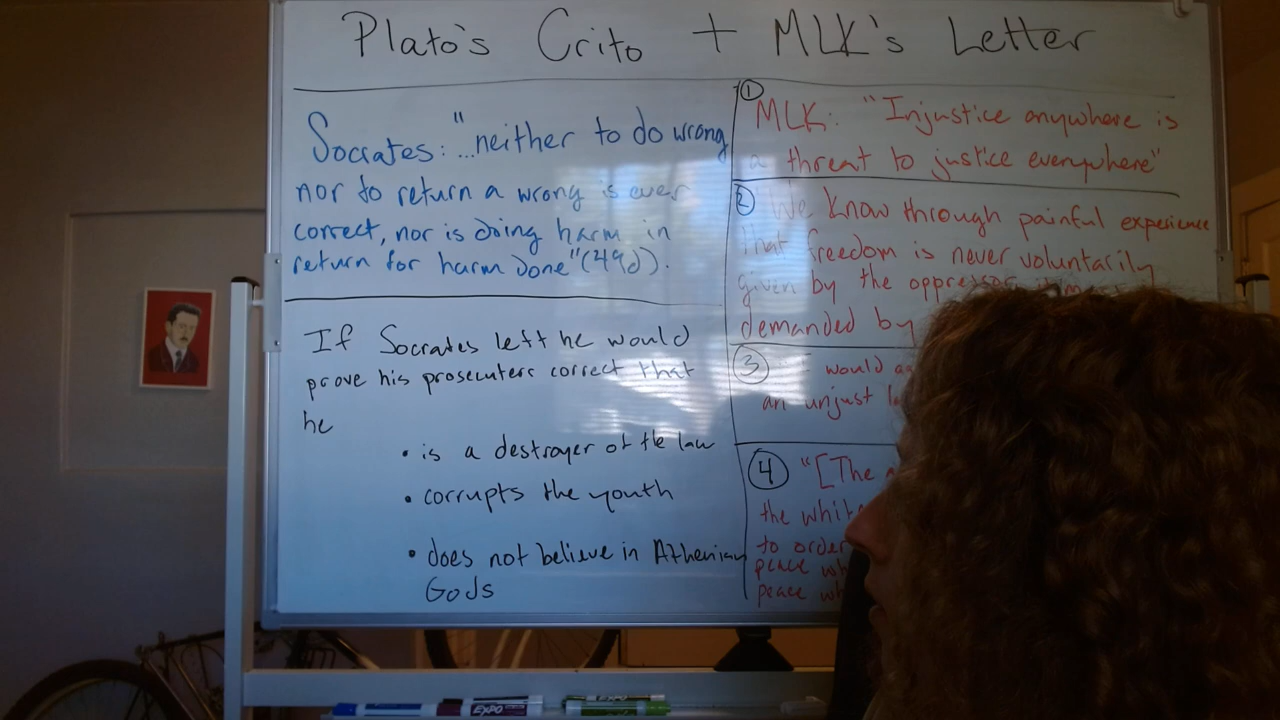 Plato's Crito + MLK's Letter
Socrates: "...neither to do wrong
nor to return a wrong is ever
correct, nor is doing harm in
return for harm done" (49d).
If Socrates left he would
prove his prosecuters correct that
he
• is a destroyer of the law
• corrupts the youth
• does not believe in Athenian
Gods
1
MLK: "Injustice anywhere is
a threat to justice everywhere"
2 "We know through painful experience
that freedom is never voluntarily
given by the oppressor
demanded by
3 would
an unjust
4 "[The
the white
to order
peace
peace
EXPO